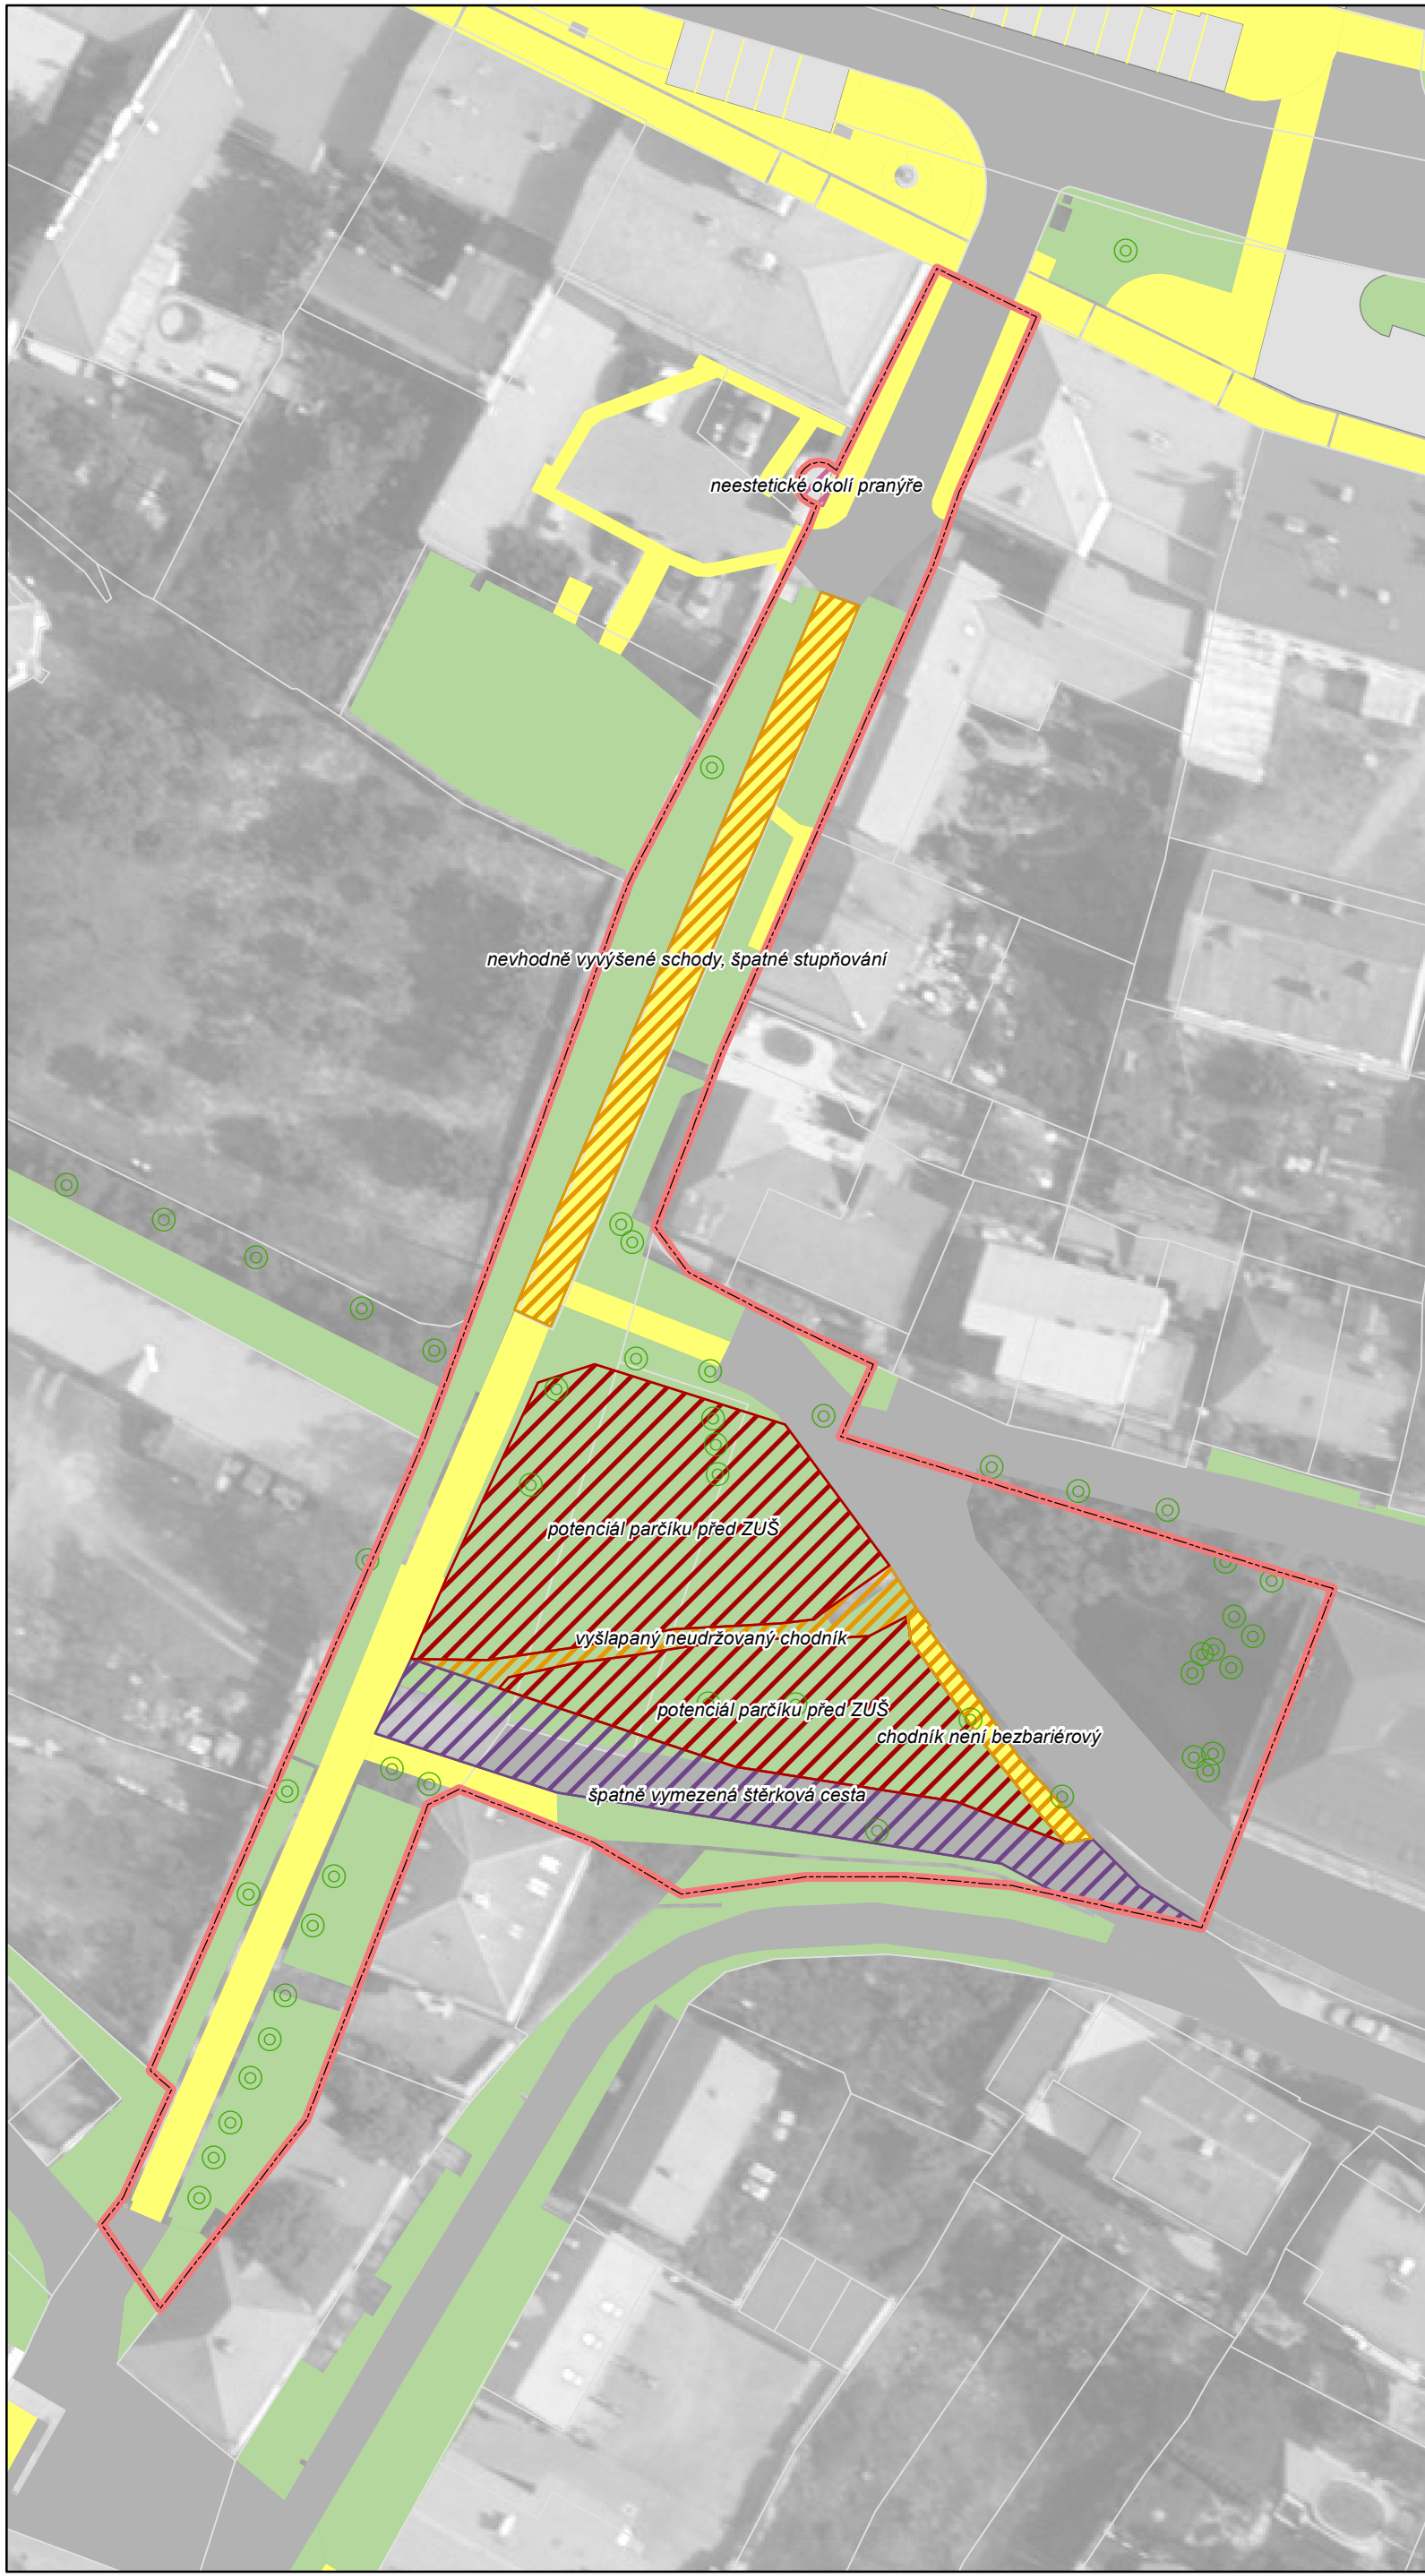 neestetické okolí pranýře
nevhodně vyvýšené schody, špatné stupňování
potenciál parčíku před ZUŠ
vyšlapaný neudržovaný chodník
potenciál parčíku před ZUŠ
chodník není bezbariérový
špatně vymezená štěrková cesta